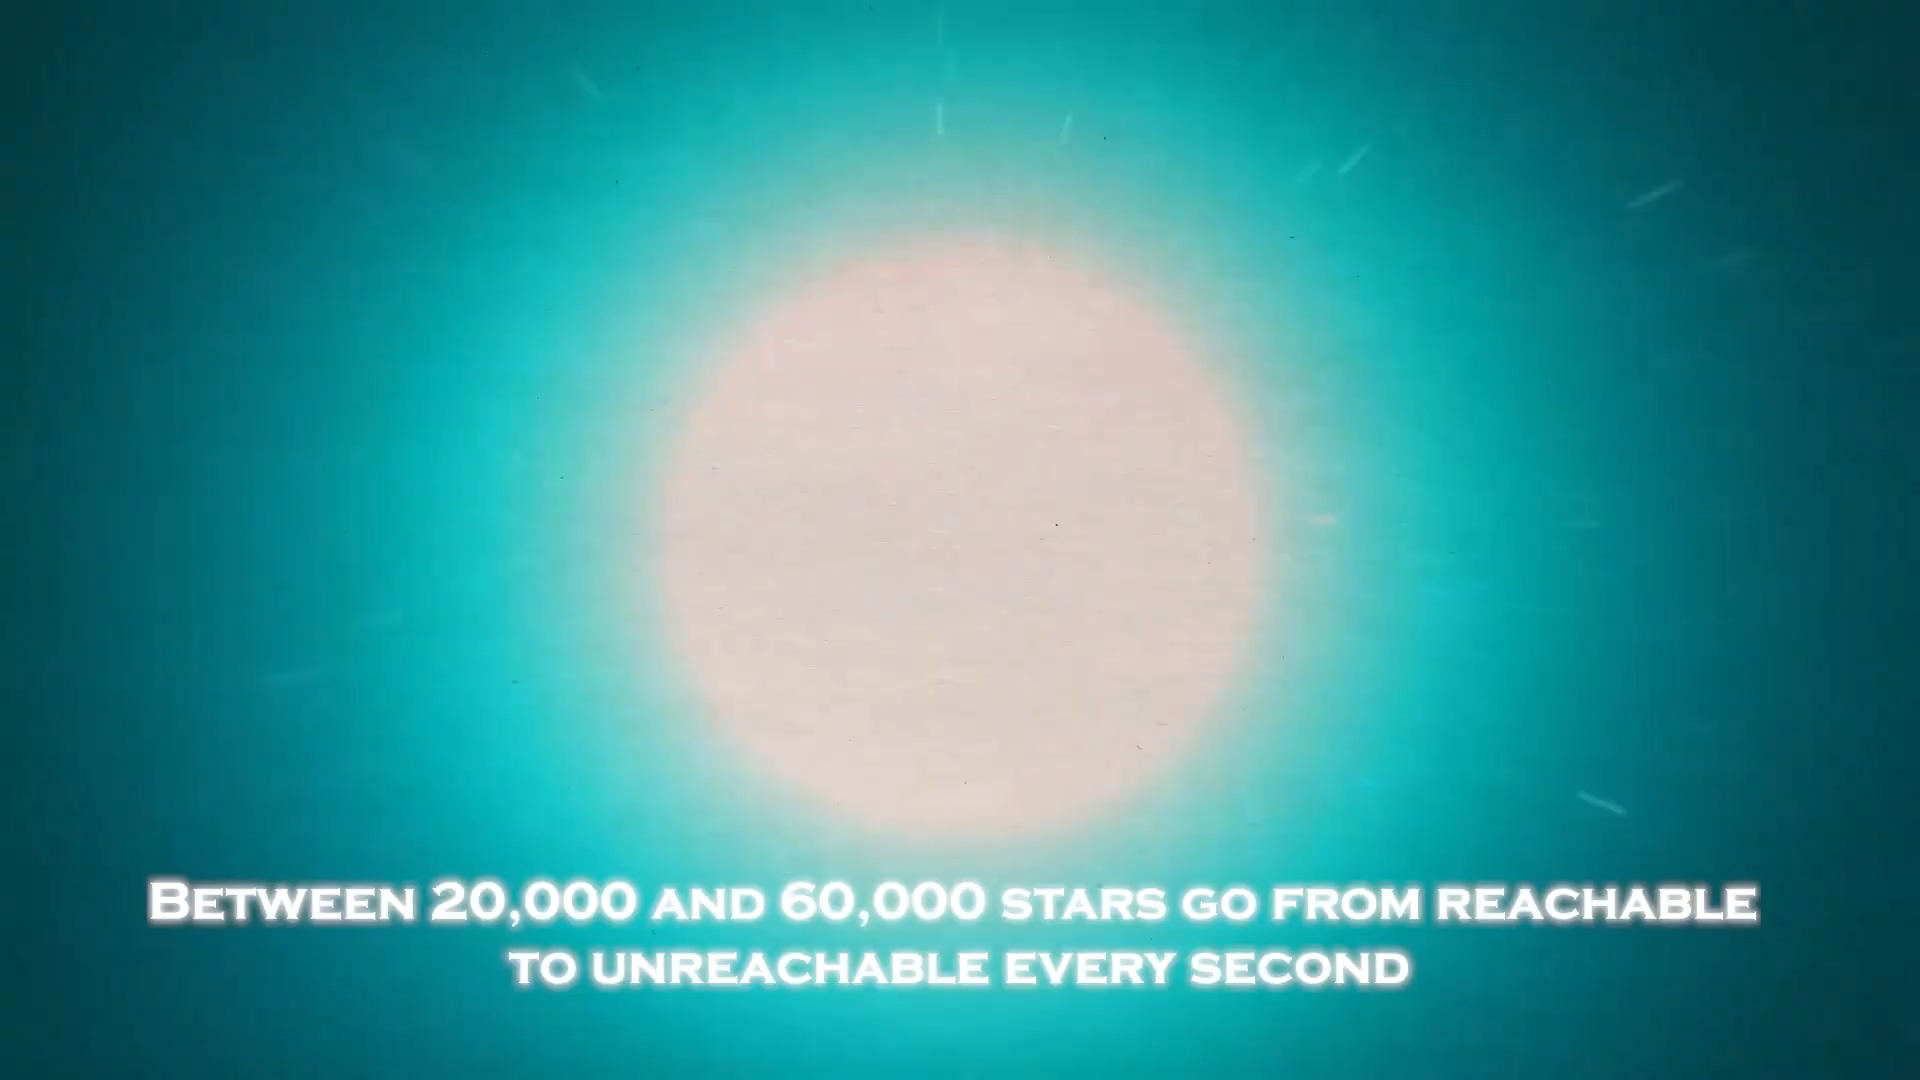 Between 20,000 and 60,000 stars go from reachable
to unreachable every second